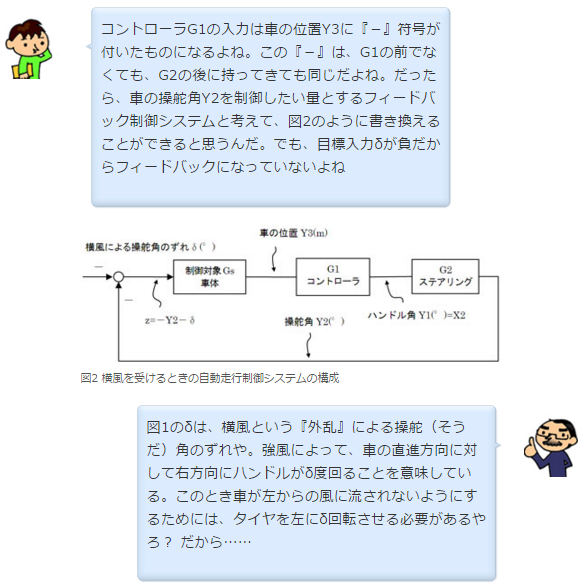 コントローラG1の入力は車の位置Y3に『－』符号が
付いたものになるよね。この『－』は、G1の前でな
くても、G2の後に持ってきても同じだよね。だった
ら、車の操舵角Y2を制御したい量とするフィードバ
ック制御システムと考えて、図2のように書き換える
ことができると思うんだ。でも、目標入力δが負だか
らフィードバックになっていないよね
車の位置 Y3(m)
横風による操舵角のずれ δ(°)
－
制御対象 Gs
車体
G1
コントローラ
G2
ステアリング
－
z=－Y2－δ
操舵角 Y2(°)
ハンドル角 Y1(°)=X2
図2 横風を受けるときの自動走行制御システムの構成
図1のδは、横風という『外乱』による操舵（そう
だ）角のずれや。強風によって、車の直進方向に対
して右方向にハンドルがδ度回ることを意味してい
る。このとき車が左からの風に流されないようにす
るためには、タイヤを左にδ回転させる必要があるや
ろ？ だから……